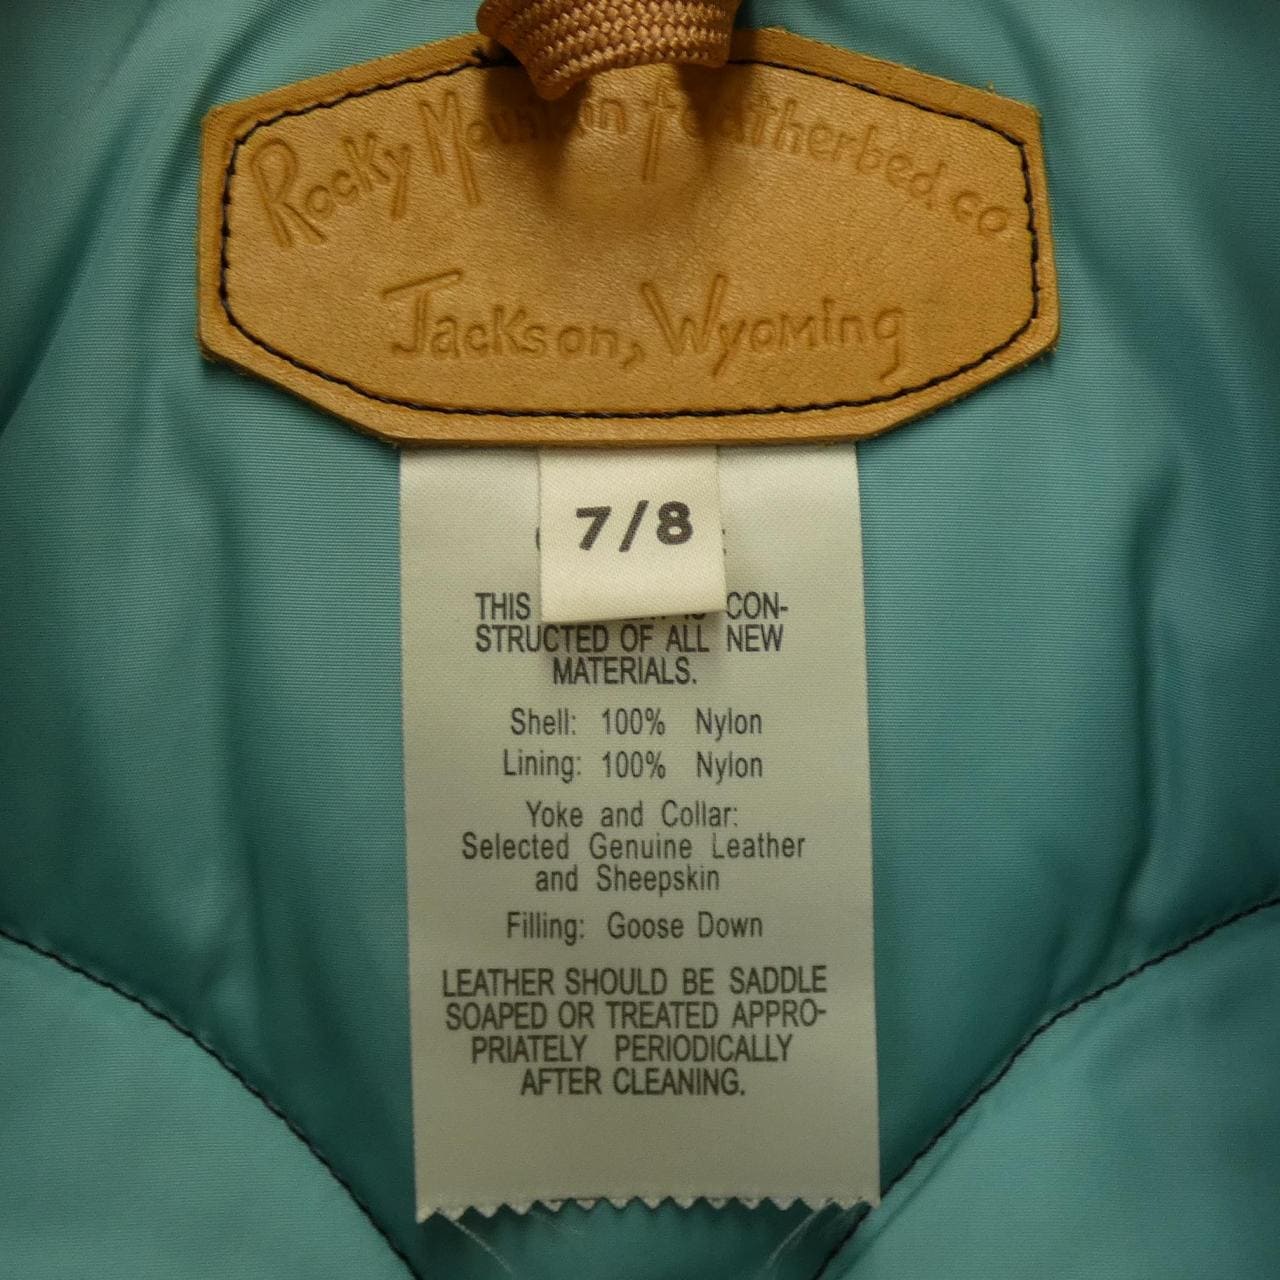 Rocky Mountain Featherbed.co
Jackson, Wyoming
7/8
THIS CON-
STRUCTED OF ALL NEW
MATERIALS.
Shell: 100% Nylon
Lining: 100% Nylon
Yoke and Collar:
Selected Genuine Leather
and Sheepskin
Filling: Goose Down
LEATHER SHOULD BE SADDLE
SOAPED OR TREATED APPRO-
PRIATELY PERIODICALLY
AFTER CLEANING.